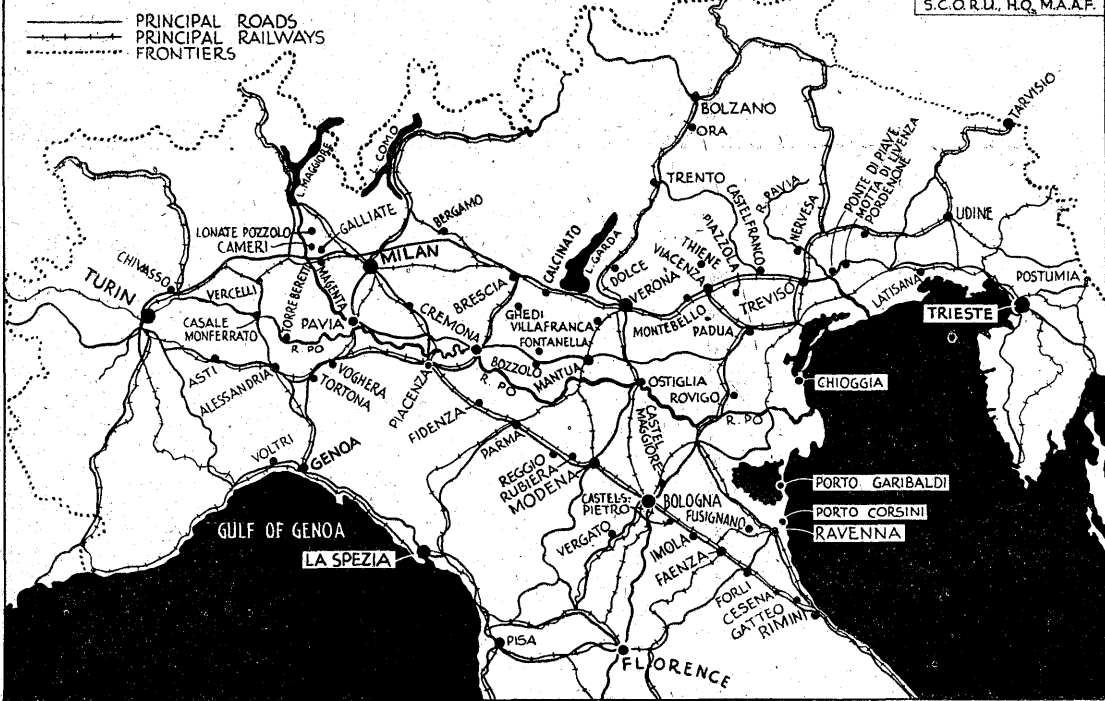 S.C.O.R.U., H.Q. M.A.A.F.
PRINCIPAL ROADS
PRINCIPAL RAILWAYS
FRONTIERS
TARVISIO
BOLZANO
ORA
L. MAGGIORE
L. COMO
TRENTO
CASTELFRANCO
R. PAVIA
NERVESA
PONTE DI PIAVE
MOTTA DI LIVENZA
PORDENONE
UDINE
LONATE POZZOLO
CAMERI
GALLIATE
BERGAMO
MILAN
CALCINATO
L. GARDA
DOLCE
THIENE
VIACENZA
PIAZZOLA
CHIVASSO
TURIN
VERCELLI
TORREBERETTI
MAGENTA
BRESCIA
VERONA
TREVISO
LATISANA
POSTUMIA
CASALE
MONFERRATO
PAVIA
CREMONA
GHEDI
VILLAFRANCA
FONTANELLA
MONTEBELLO
PADUA
TRIESTE
R. PO
ASTI
ALESSANDRIA
VOGHERA
TORTONA
PIACENZA
BOZZOLO
R. PO
MANTUA
OSTIGLIA
ROVIGO
R. PO
CHIOGGIA
FIDENZA
PARMA
CASTEL
MAGGIORE
VOLTRI
GENOA
REGGIO
RUBIERA
MODENA
CASTEL S.
PIETRO
BOLOGNA
FUSIGNANO
PORTO GARIBALDI
PORTO CORSINI
RAVENNA
GULF OF GENOA
LA SPEZIA
VERGATO
IMOLA
FAENZA
FORLI
CESENA
GATTEO
RIMINI
PISA
FLORENCE